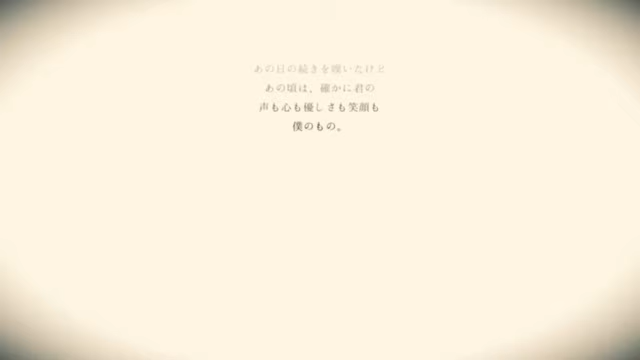 あの日の続きを嘆いたけど
あの頃は、確かに君の
声も心も優しさも笑顔も
僕のもの。